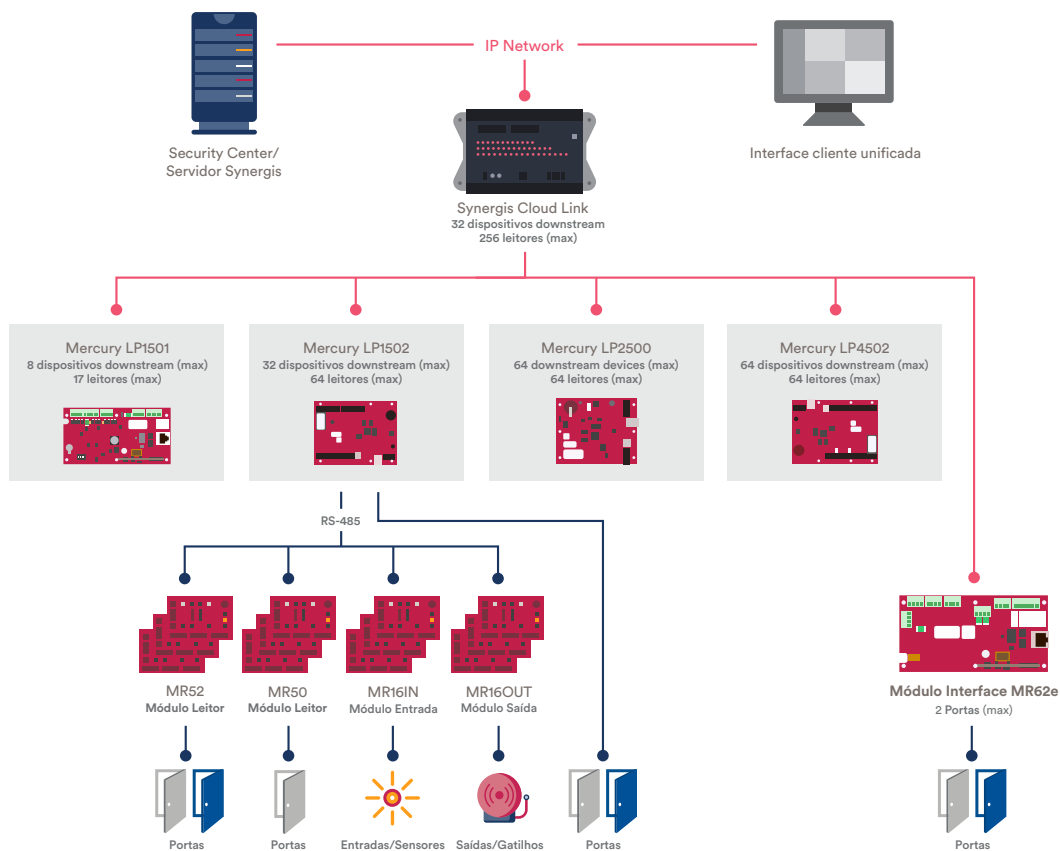 IP Network
Security Center/
Servidor Synergis
Interface cliente unificada
Synergis Cloud Link
32 dispositivos downstream
256 leitores (max)
Mercury LP1501
8 dispositivos downstream (max)
17 leitores (max)
Mercury LP1502
32 dispositivos downstream (max)
64 leitores (max)
Mercury LP2500
64 downstream devices (max)
64 leitores (max)
Mercury LP4502
64 dispositivos downstream (max)
64 leitores (max)
RS-485
MR52
Módulo Leitor
MR50
Módulo Leitor
MR16IN
Módulo Entrada
MR16OUT
Módulo Saída
Módulo Interface MR62e
2 Portas (max)
Portas
Portas
Entradas/Sensores
Saídas/Gatilhos
Portas
Portas